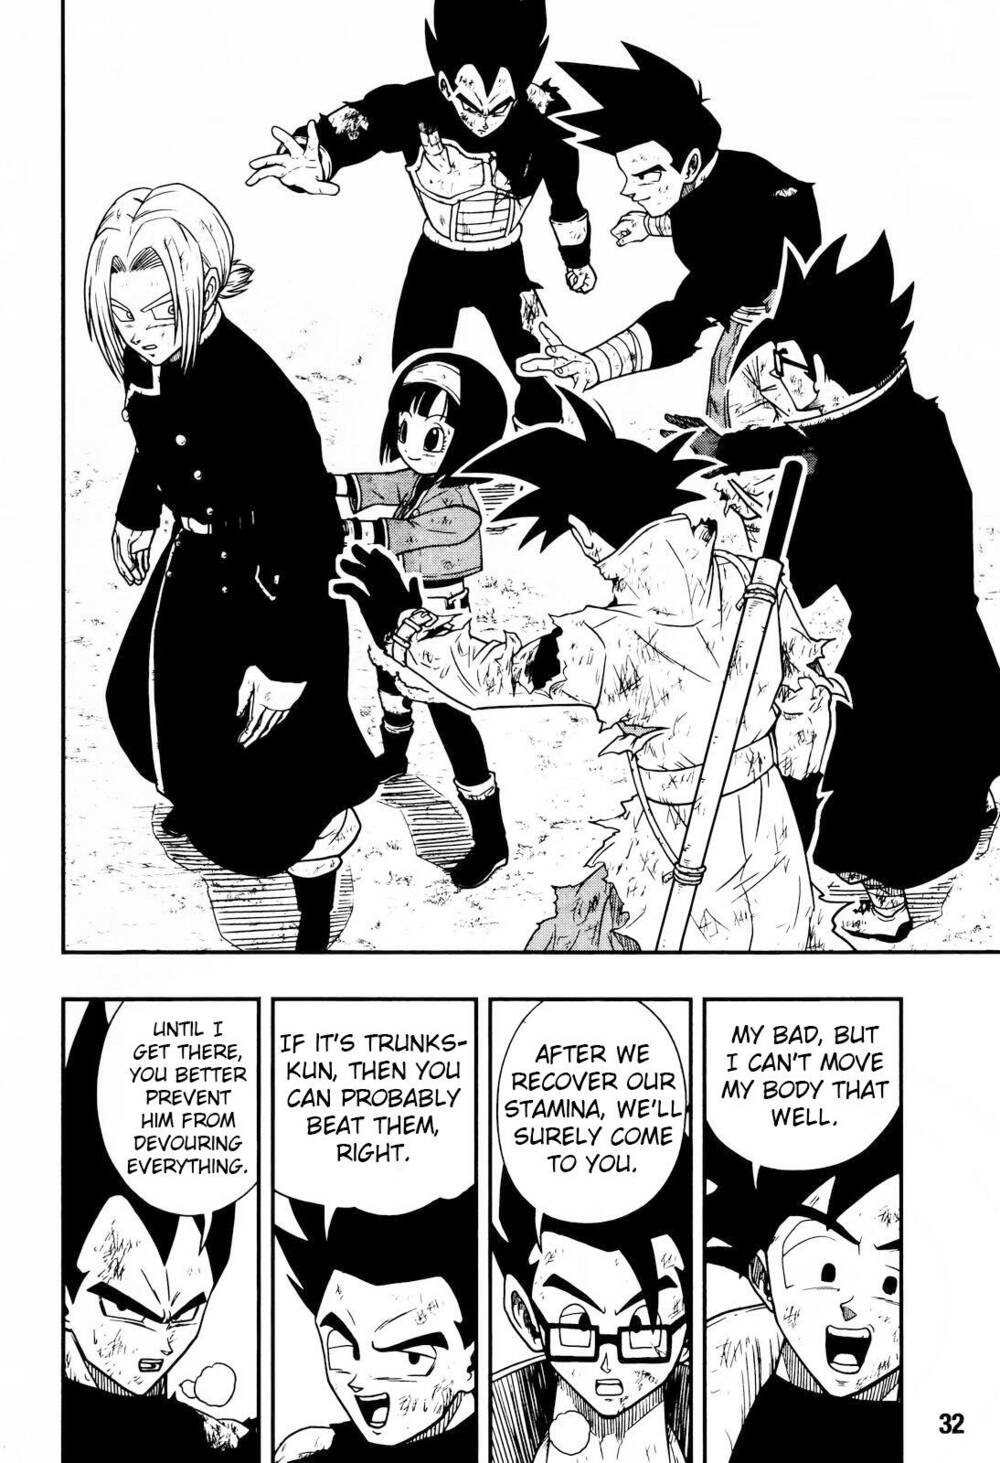 MY BAD, BUT
I CAN'T MOVE
MY BODY THAT
WELL.
AFTER WE
RECOVER OUR
STAMINA, WE'LL
SURELY COME
TO YOU.
IF IT'S TRUNKS-
KUN, THEN YOU
CAN PROBABLY
BEAT THEM,
RIGHT.
UNTIL I
GET THERE,
YOU BETTER
PREVENT
HIM FROM
DEVOURING
EVERYTHING.
32